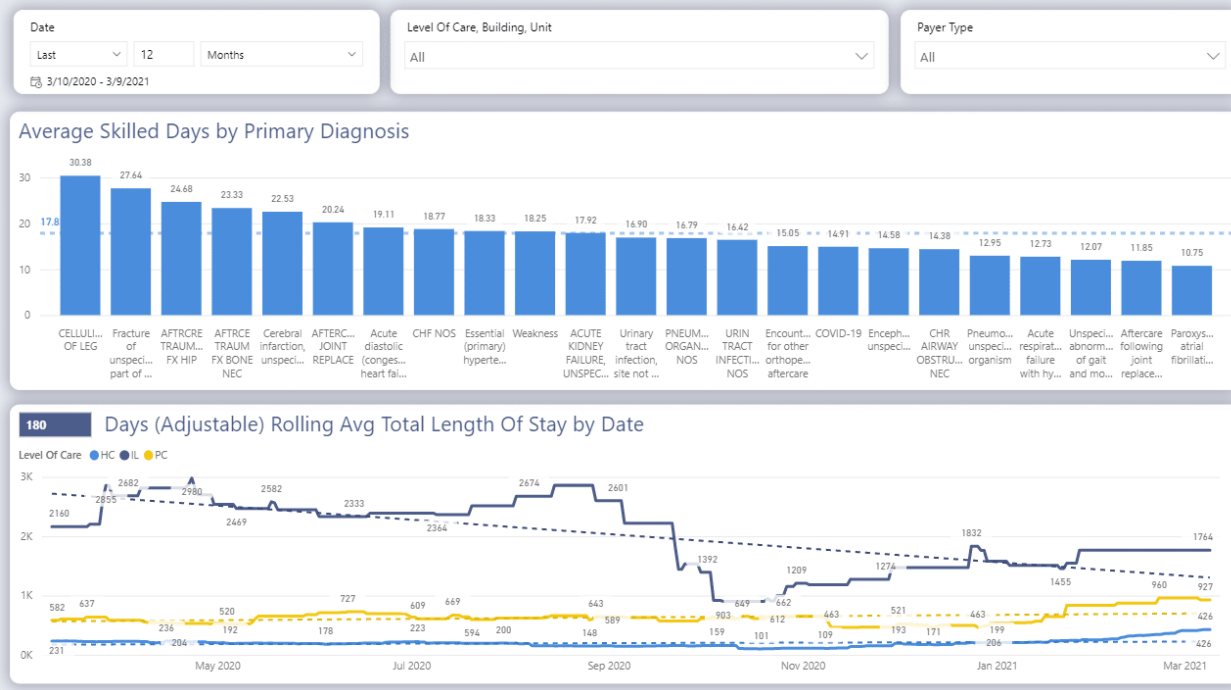 Date
Last
12
Months
3/10/2020 - 3/9/2021
Level Of Care, Building, Unit
All
Payer Type
All
Average Skilled Days by Primary Diagnosis
30
20
10
0
17.8
30.38
27.64
24.68
23.33
22.53
20.24
19.11
18.77
18.33
18.25
17.92
16.90
16.79
16.42
15.05
14.91
14.58
14.38
12.95
12.73
12.07
11.85
10.75
CELLULI...
OF LEG
Fracture
of
unspeci...
part of ...
AFTRCRE
TRAUM...
FX HIP
AFTRCE
TRAUM
FX BONE
NEC
Cerebral
infarction,
unspeci...
AFTERC...
JOINT
REPLACE
Acute
diastolic
(conges...
heart fai...
CHF NOS
Essential
(primary)
hyperte...
Weakness
ACUTE
KIDNEY
FAILURE,
UNSPEC...
Urinary
tract
infection,
site not ...
PNEUM...
ORGAN...
NOS
URIN
TRACT
INFECTI...
NOS
Encount...
for other
orthope...
aftercare
COVID-19
Enceph...
unspeci...
CHR
AIRWAY
OBSTRU...
NEC
Pneumo...
unspeci...
organism
Acute
respirat...
failure
with hy...
Unspeci...
abnorm...
of gait
and mo...
Aftercare
following
joint
replace...
Paroxys...
atrial
fibrillati...
180
Days (Adjustable) Rolling Avg Total Length Of Stay by Date
Level Of Care HC IL PC
3K
2K
1K
0K
2160
2855
2682
2980
2469
2582
2333
2364
2674
2601
1392
903
1209
1274
1832
1455
1764
582
637
236
520
727
609
669
594
643
589
649
662
612
463
521
463
960
927
231
204
192
178
223
200
148
159
101
109
193
171
199
206
426
426
May 2020
Jul 2020
Sep 2020
Nov 2020
Jan 2021
Mar 2021